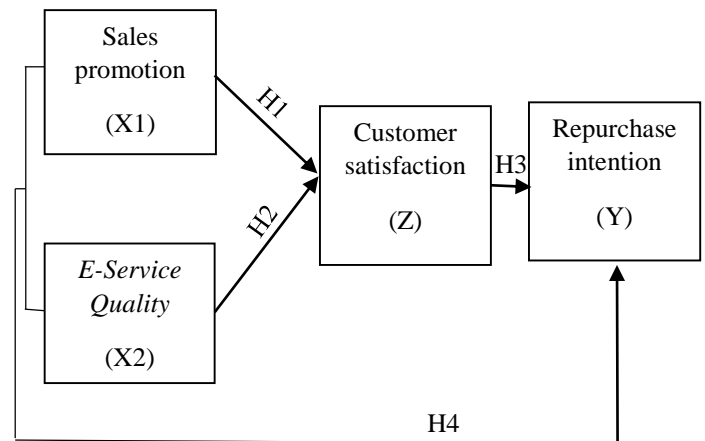 Sales
promotion
(X1)
H1
Customer
satisfaction
(Z)
H3
Repurchase
intention
(Y)
H2
E-Service
Quality
(X2)
H4